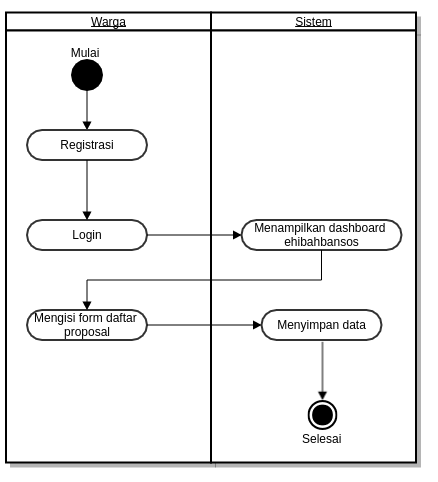 Warga
Sistem
Mulai
Registrasi
Login
Menampilkan dashboard
ehibahbansos
Mengisi form daftar
proposal
Menyimpan data
Selesai